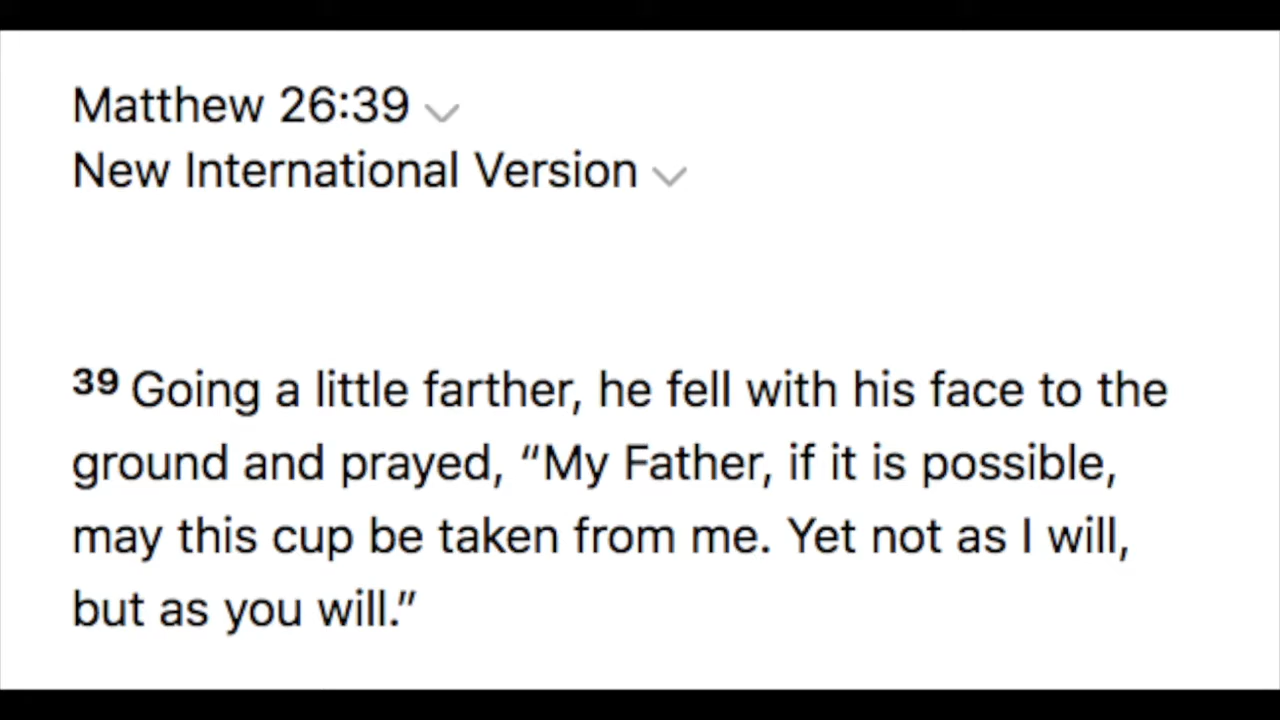 Matthew 26:39
New International Version
39 Going a little farther, he fell with his face to the
ground and prayed, “My Father, if it is possible,
may this cup be taken from me. Yet not as I will,
but as you will.”